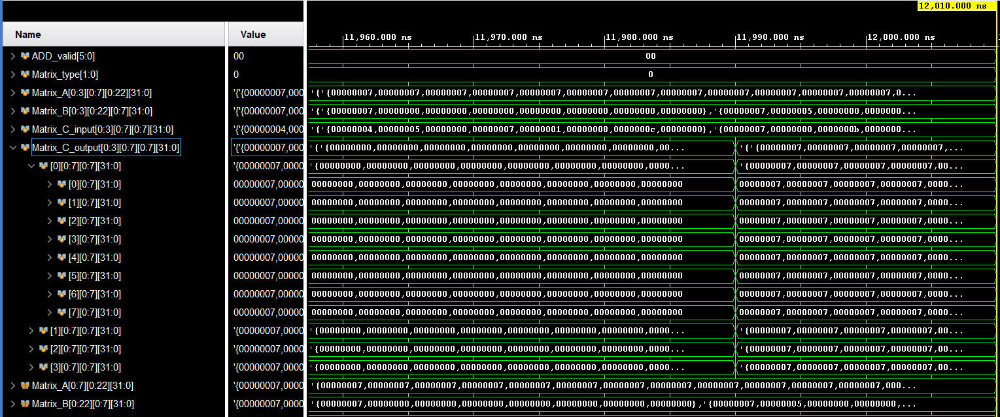 12,010.000 ns
Name Value 11,960.000 ns 11,970.000 ns 11,980.000 ns 11,990.000 ns 12,000.000 ns
ADD_valid[5:0] 00 00
Matrix_type[1:0] 0 0
Matrix_A[0:3][0:7][0:22][31:0] '{'{00000007,000 '{'{00000007,00000007,00000007,00000007,00000007,00000007,00000007,00000007,00000007,00000007,00000007,00000007,0...
Matrix_B[0:3][0:22][0:7][31:0] '{'{00000007,000 '{'{00000007,00000000,00000000,00000000,00000000,00000000,00000000,00000000},'{00000007,00000005,00000000,0000000...
Matrix_C_input[0:3][0:7][0:7][31:0] '{'{00000004,000 '{'{00000004,00000005,00000000,00000007,00000001,00000008,0000000c,00000000},'{00000007,00000000,0000000b,0000000...
Matrix_C_output[0:3][0:7][0:7][31:0] '{'{00000007,000 '{'{00000000,00000000,00000000,00000000,00000000,00000000,00000000,00... '{'{00000007,00000007,00000007,00000007,...
[0][0:7][0:7][31:0] '{00000007,0000 '{00000000,00000000,00000000,00000000,00000000,00000000,00000000,0000... '{00000007,00000007,00000007,00000007,00...
[0][0:7][31:0] 00000007,00000 00000000,00000000,00000000,00000000,00000000,00000000,00000000,00000000 00000007,00000007,00000007,00000007,0000...
[1][0:7][31:0] 00000007,00000 00000000,00000000,00000000,00000000,00000000,00000000,00000000,00000000 00000007,00000007,00000007,00000007,0000...
[2][0:7][31:0] 00000007,00000 00000000,00000000,00000000,00000000,00000000,00000000,00000000,00000000 00000007,00000007,00000007,00000007,0000...
[3][0:7][31:0] 00000007,00000 00000000,00000000,00000000,00000000,00000000,00000000,00000000,00000000 00000007,00000007,00000007,00000007,0000...
[4][0:7][31:0] 00000007,00000 00000000,00000000,00000000,00000000,00000000,00000000,00000000,00000000 00000007,00000007,00000007,00000007,0000...
[5][0:7][31:0] 00000007,00000 00000000,00000000,00000000,00000000,00000000,00000000,00000000,00000000 00000007,00000007,00000007,00000007,0000...
[6][0:7][31:0] 00000007,00000 00000000,00000000,00000000,00000000,00000000,00000000,00000000,00000000 00000007,00000007,00000007,00000007,0000...
[7][0:7][31:0] 00000007,00000 00000000,00000000,00000000,00000000,00000000,00000000,00000000,00000000 00000007,00000007,00000007,00000007,0000...
[1][0:7][0:7][31:0] '{00000007,0000 '{00000000,00000000,00000000,00000000,00000000,00000000,00000000,0000... '{00000007,00000007,00000007,00000007,00...
[2][0:7][0:7][31:0] '{00000007,0000 '{00000000,00000000,00000000,00000000,00000000,00000000,00000000,0000... '{00000007,00000007,00000007,00000007,00...
[3][0:7][0:7][31:0] '{00000007,0000 '{00000000,00000000,00000000,00000000,00000000,00000000,00000000,0000... '{00000007,00000007,00000007,00000007,00...
Matrix_A[0:7][0:22][31:0] '{00000007,0000 '{00000007,00000007,00000007,00000007,00000007,00000007,00000007,00000007,00000007,00000007,00000007,00000007,000...
Matrix_B[0:22][0:7][31:0] '{00000007,0000 '{00000007,00000000,00000000,00000000,00000000,00000000,00000000,00000000},'{00000007,00000005,00000000,00000000,...